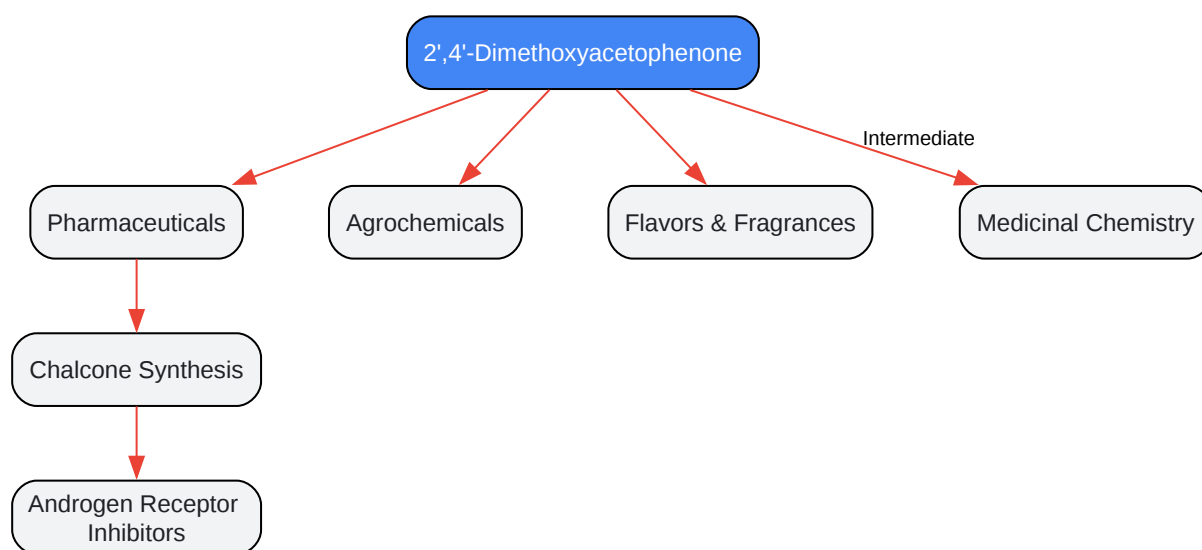 2',4'-Dimethoxyacetophenone
Intermediate
Pharmaceuticals
Agrochemicals
Flavors & Fragrances
Medicinal Chemistry
Chalcone Synthesis
Androgen Receptor
Inhibitors